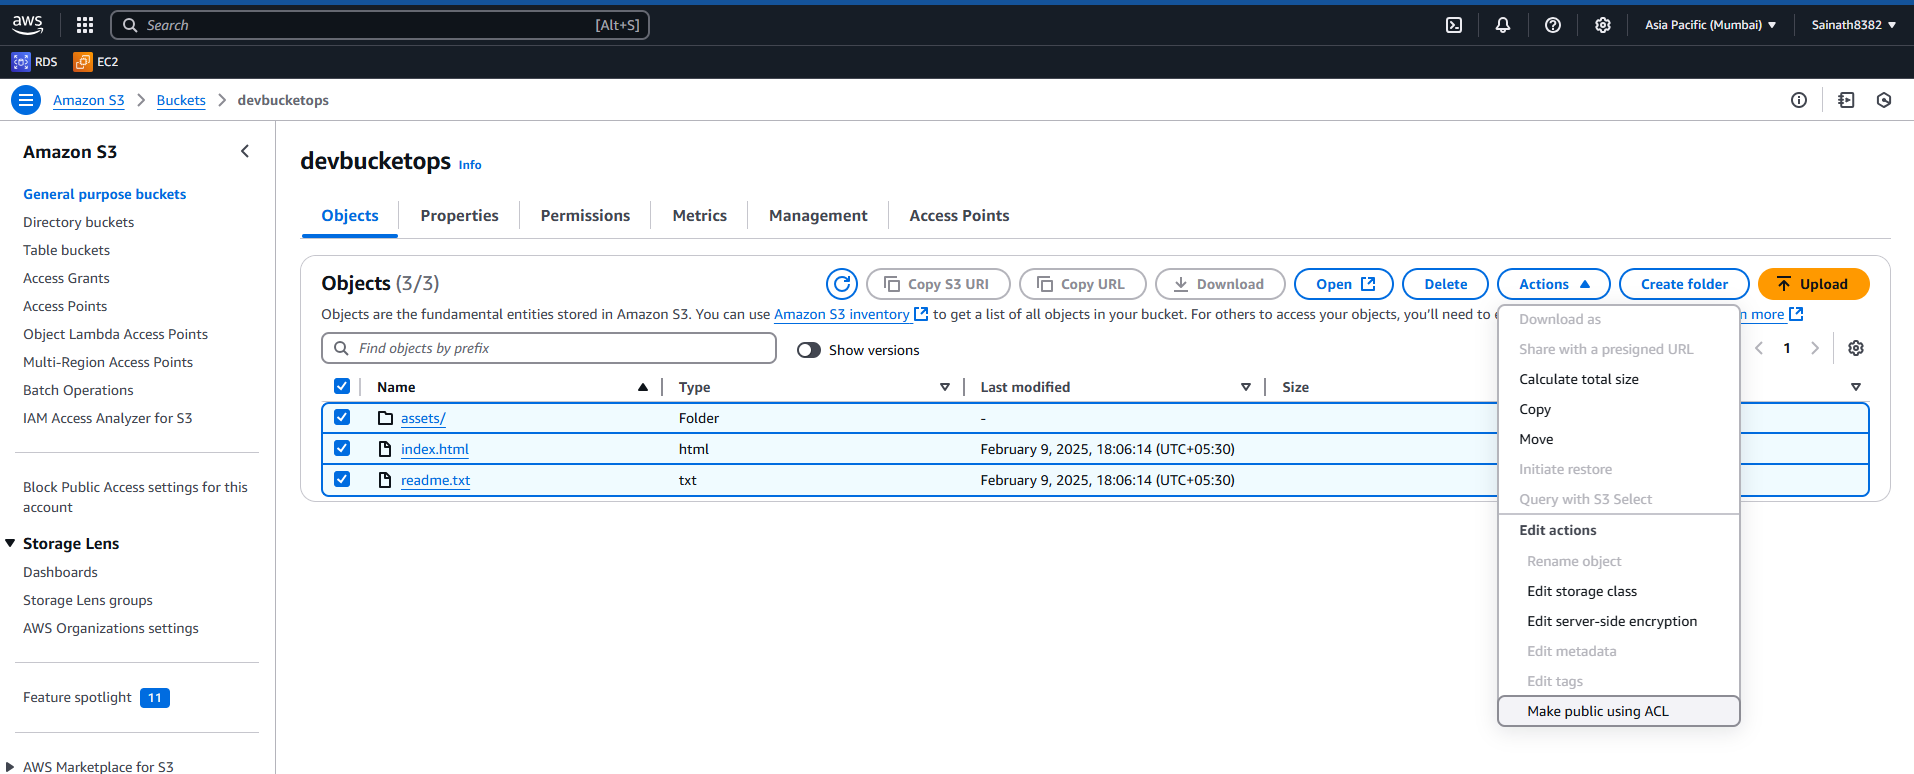 aws
Search [Alt+S] Asia Pacific (Mumbai) Sainath8382
RDS EC2
Amazon S3 Buckets devbucketops
Amazon S3
General purpose buckets
Directory buckets
Table buckets
Access Grants
Access Points
Object Lambda Access Points
Multi-Region Access Points
Batch Operations
IAM Access Analyzer for S3
Block Public Access settings for this
account
Storage Lens
Dashboards
Storage Lens groups
AWS Organizations settings
Feature spotlight 11
AWS Marketplace for S3
devbucketops Info
Objects Properties Permissions Metrics Management Access Points
Objects (3/3) Copy S3 URI Copy URL Download Open Delete Actions Create folder Upload
Objects are the fundamental entities stored in Amazon S3. You can use Amazon S3 inventory to get a list of all objects in your bucket. For others to access your objects, you'll need to more
Find objects by prefix Show versions 1
Name Type Last modified Size
assets/ Folder -
index.html html February 9, 2025, 18:06:14 (UTC+05:30)
readme.txt txt February 9, 2025, 18:06:14 (UTC+05:30)
Download as
Share with a presigned URL
Calculate total size
Copy
Move
Initiate restore
Query with S3 Select
Edit actions
Rename object
Edit storage class
Edit server-side encryption
Edit metadata
Edit tags
Make public using ACL